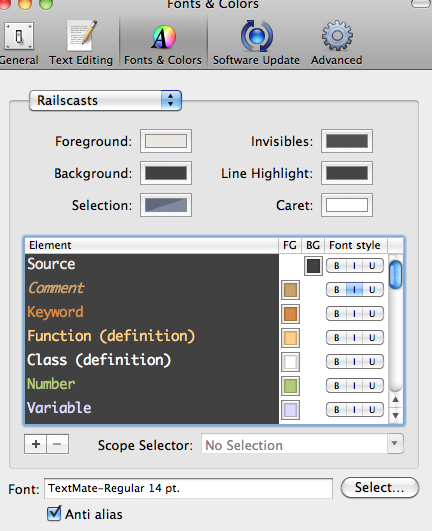 Fonts & Colors
General Text Editing Fonts & Colors Software Update Advanced
Railscasts
Foreground: Invisibles:
Background: Line Highlight:
Selection: Caret:
Element FG BG Font style
Source B I U
Comment B I U
Keyword B I U
Function (definition) B I U
Class (definition) B I U
Number B I U
Variable B I U
+ − Scope Selector: No Selection
Font: TextMate-Regular 14 pt. Select...
Anti alias